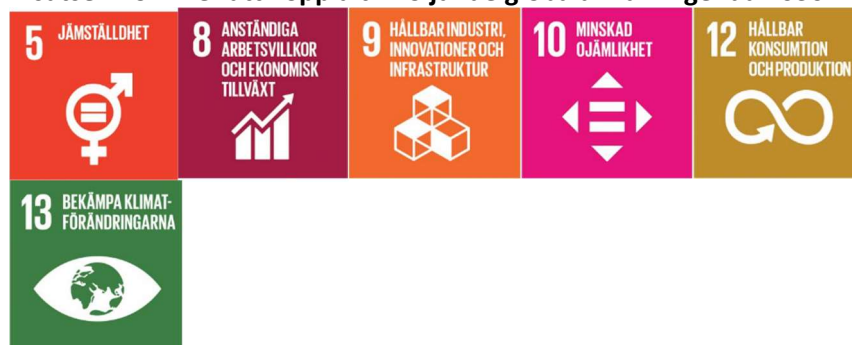 5 JÄMSTÄLLDHET
8 ANSTÄNDIGA
ARBETSVILLKOR
OCH EKONOMISK
TILLVÄXT
9 HÅLLBAR INDUSTRI,
INNOVATIONER OCH
INFRASTRUKTUR
10 MINSKAD
OJÄMLIKHET
12 HÅLLBAR
KONSUMTION
OCH PRODUKTION
13 BEKÄMPA KLIMAT-
FÖRÄNDRINGARNA